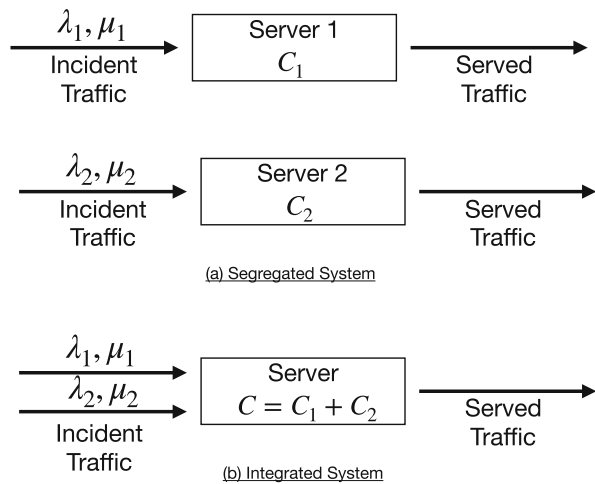 λ₁, μ₁
Incident
Traffic
Server 1
C₁
Served
Traffic
λ₂, μ₂
Incident
Traffic
Server 2
C₂
Served
Traffic
(a) Segregated System
λ₁, μ₁
λ₂, μ₂
Incident
Traffic
Server
C = C₁ + C₂
Served
Traffic
(b) Integrated System